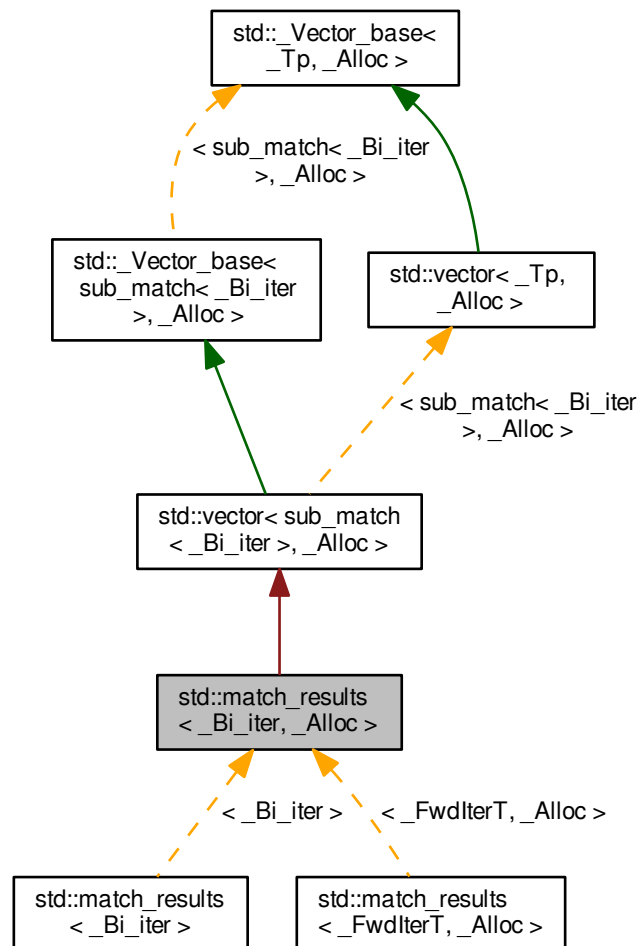 std::_Vector_base<
_Tp, _Alloc >
< sub_match< _Bi_iter
>, _Alloc >
std::_Vector_base<
sub_match< _Bi_iter
>, _Alloc >
std::vector< _Tp,
_Alloc >
< sub_match< _Bi_iter
>, _Alloc >
std::vector< sub_match
< _Bi_iter >, _Alloc >
std::match_results
< _Bi_iter, _Alloc >
< _Bi_iter >
< _FwdIterT, _Alloc >
std::match_results
< _Bi_iter >
std::match_results
< _FwdIterT, _Alloc >